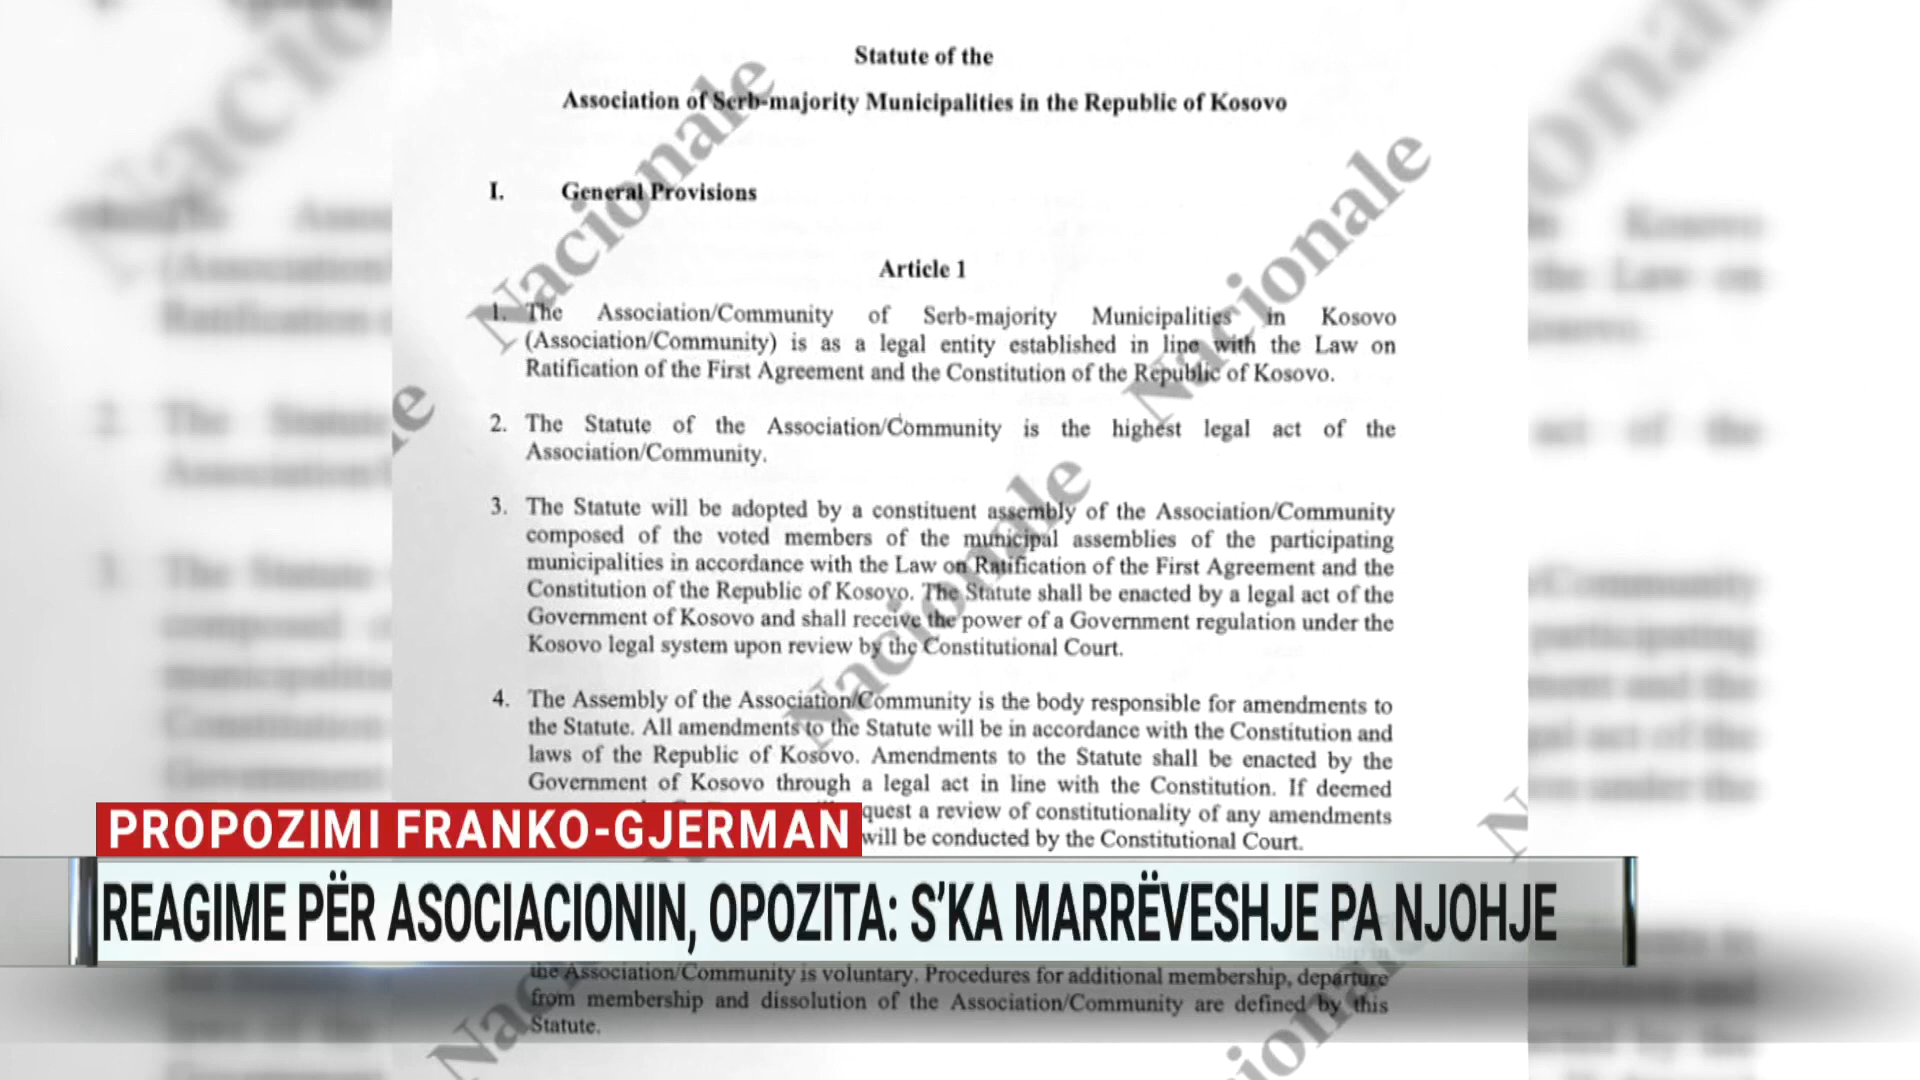 Statute of the
Association of Serb-majority Municipalities in the Republic of Kosovo
I. General Provisions
Article 1
1. The Association/Community of Serb-majority Municipalities in Kosovo
(Association/Community) is as a legal entity established in line with the Law on
Ratification of the First Agreement and the Constitution of the Republic of Kosovo.
2. The Statute of the Association/Community is the highest legal act of the
Association/Community.
3. The Statute will be adopted by a constituent assembly of the Association/Community
composed of the voted members of the municipal assemblies of the participating
municipalities in accordance with the Law on Ratification of the First Agreement and the
Constitution of the Republic of Kosovo. The Statute shall be enacted by a legal act of the
Government of Kosovo and shall receive the power of a Government regulation under the
Kosovo legal system upon review by the Constitutional Court.
4. The Assembly of the Association/Community is the body responsible for amendments to
the Statute. All amendments to the Statute will be in accordance with the Constitution and
laws of the Republic of Kosovo. Amendments to the Statute shall be enacted by the
Government of Kosovo through a legal act in line with the Constitution. If deemed
quest a review of constitutionality of any amendments
will be conducted by the Constitutional Court.
PROPOZIMI FRANKO-GJERMAN
REAGIME PËR ASOCIACIONIN, OPOZITA: S'KA MARRËVESHJE PA NJOHJE
the Association/Community is voluntary. Procedures for additional membership, departure
from membership and dissolution of the Association/Community are defined by this
Statute.
Nacionale
Nacionale
Nacionale